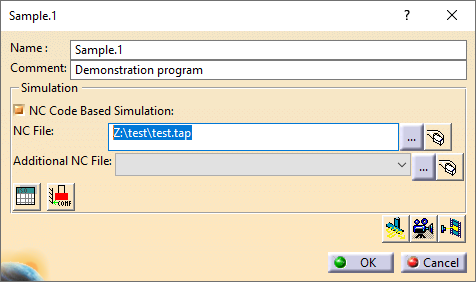 Sample.1
?
Name :
Sample.1
Comment:
Demonstration program
Simulation
NC Code Based Simulation:
NC File:
Z:\test\test.tap
...
Additional NC File:
...
COMP
OK
Cancel